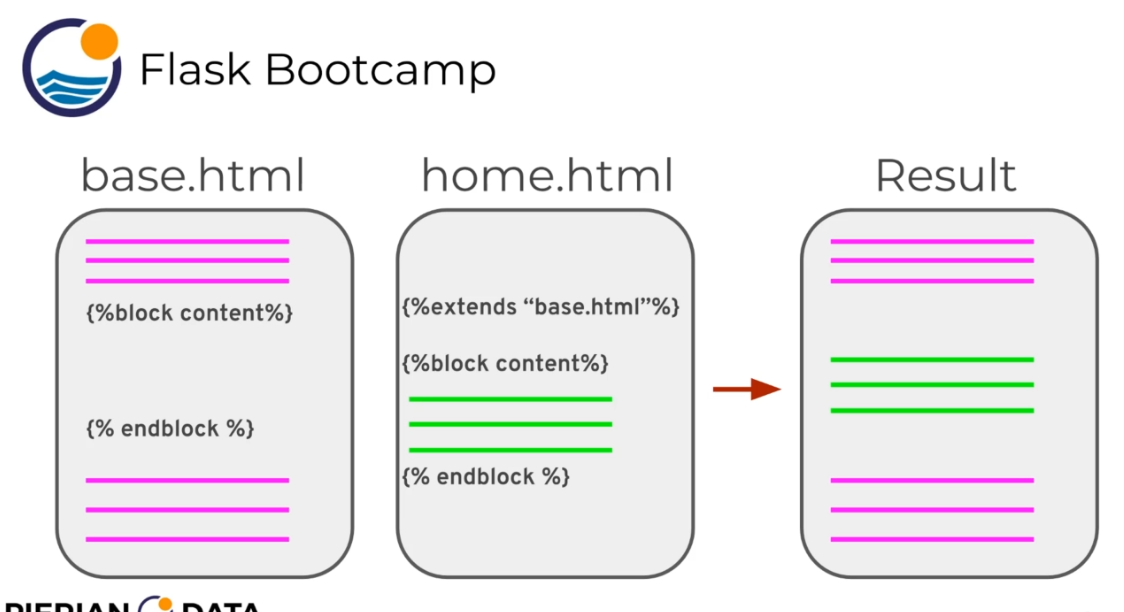 Flask Bootcamp
base.html
home.html
Result
{%block content%}
{% endblock %}
{%extends “base.html”%}
{%block content%}
{% endblock %}
PIERIAN DATA